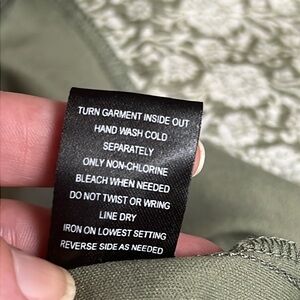 TURN GARMENT INSIDE OUT
HAND WASH COLD
SEPARATELY
ONLY NON-CHLORINE
BLEACH WHEN NEEDED
DO NOT TWIST OR WRING
LINE DRY
IRON ON LOWEST SETTING
REVERSE SIDE AS NEEDED